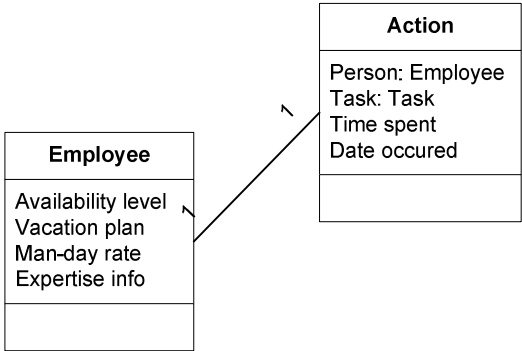 Action
Person: Employee
Task: Task
Time spent
Date occured
1
Employee
Availability level
1
Vacation plan
Man-day rate
Expertise info